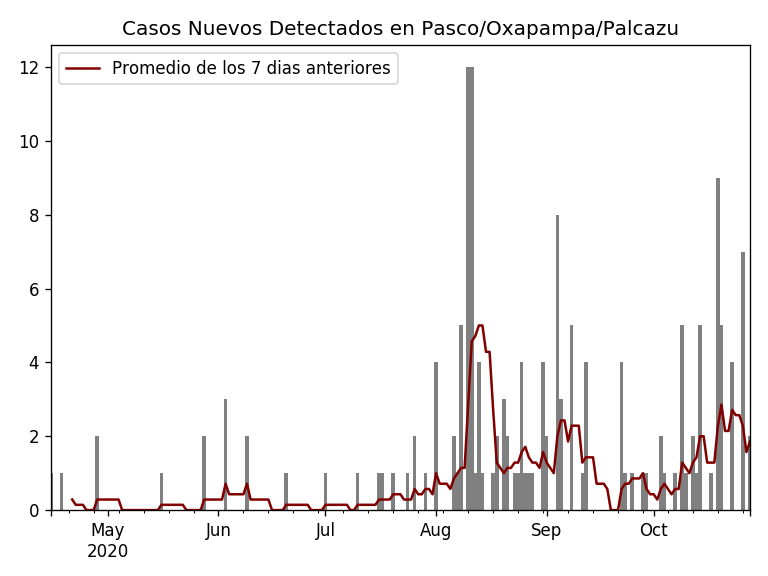 Casos Nuevos Detectados en Pasco/Oxapampa/Palcazu
Promedio de los 7 dias anteriores
12
10
8
6
4
2
0
May Jun Jul Aug Sep Oct
2020